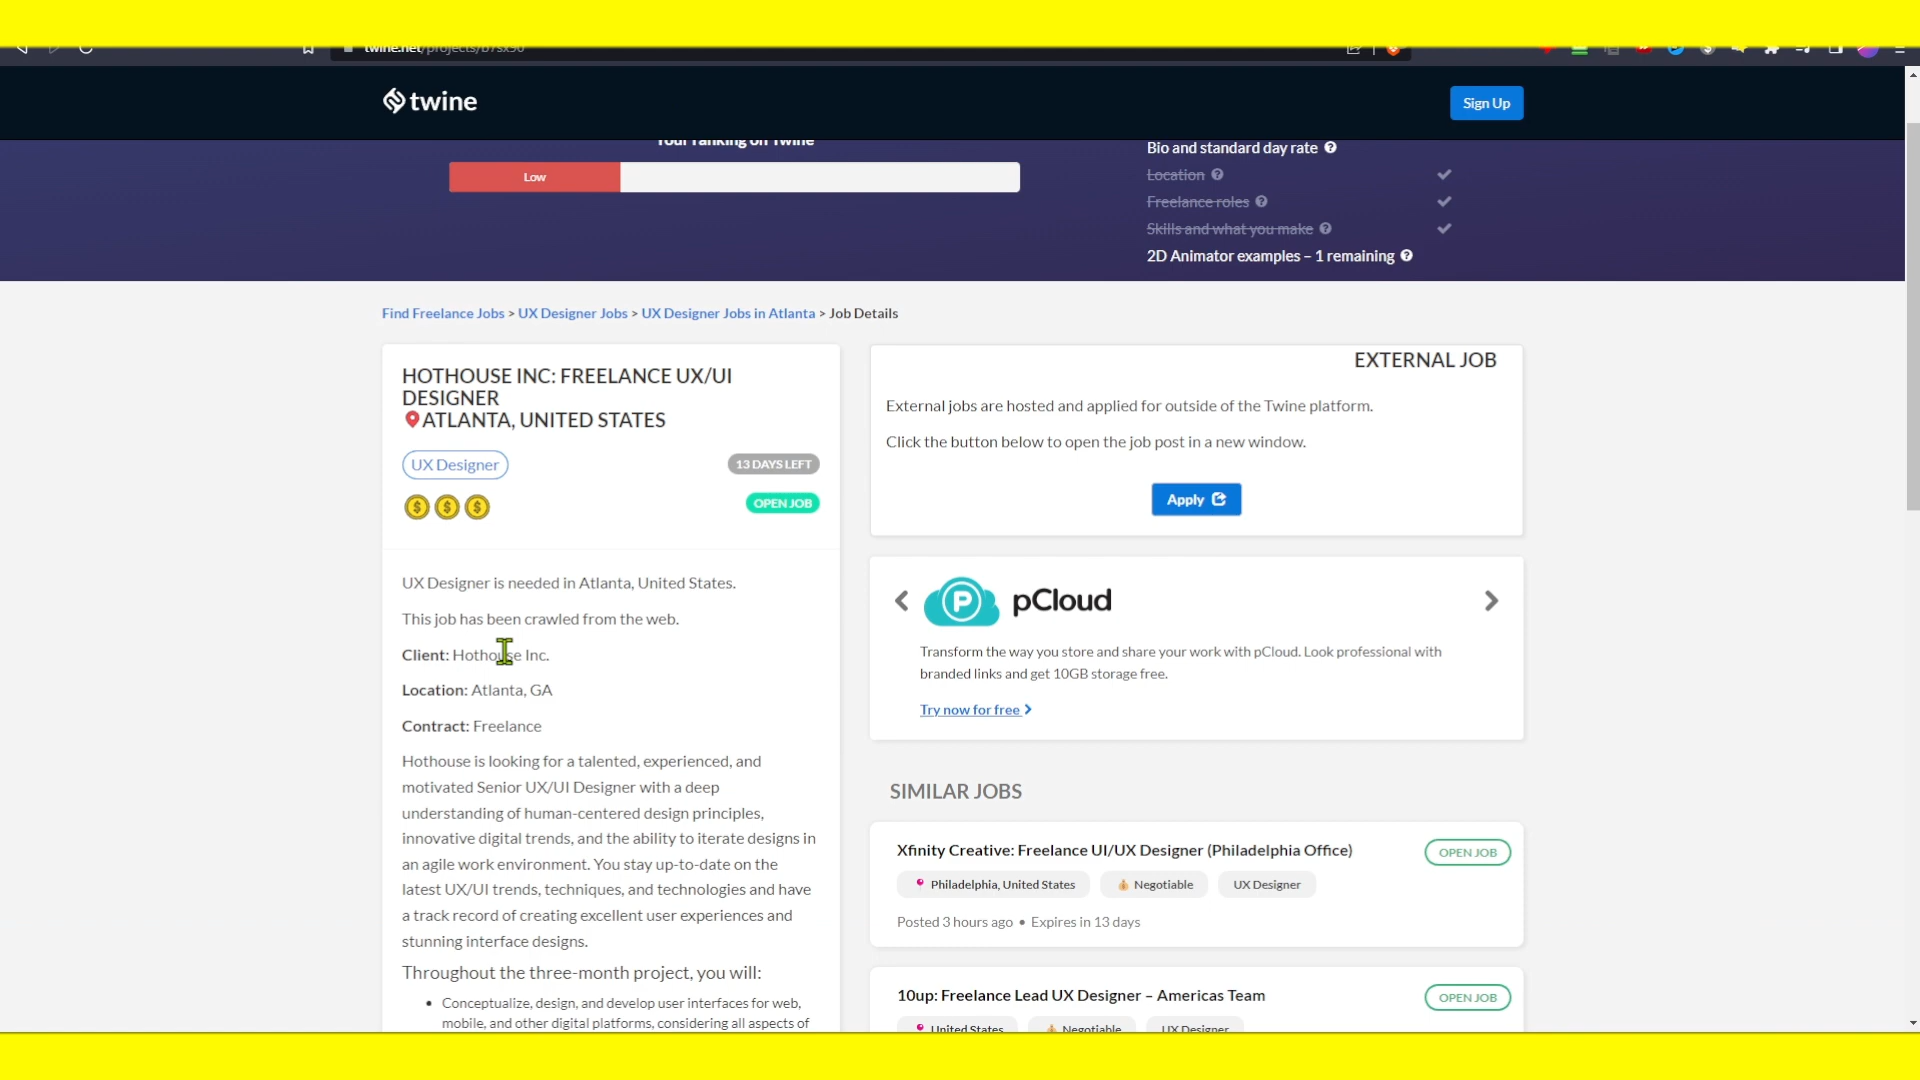 twine.net/projects/b7sx90
twine
Sign Up
Your ranking on Twine
Low
Bio and standard day rate
Location
Freelance roles
Skills and what you make
2D Animator examples – 1 remaining
Find Freelance Jobs > UX Designer Jobs > UX Designer Jobs in Atlanta > Job Details
HOTHOUSE INC: FREELANCE UX/UI
DESIGNER
ATLANTA, UNITED STATES
UX Designer
13 DAYS LEFT
OPEN JOB
UX Designer is needed in Atlanta, United States.
This job has been crawled from the web.
Client: Hothouse Inc.
Location: Atlanta, GA
Contract: Freelance
Hothouse is looking for a talented, experienced, and
motivated Senior UX/UI Designer with a deep
understanding of human-centered design principles,
innovative digital trends, and the ability to iterate designs in
an agile work environment. You stay up-to-date on the
latest UX/UI trends, techniques, and technologies and have
a track record of creating excellent user experiences and
stunning interface designs.
Throughout the three-month project, you will:
• Conceptualize, design, and develop user interfaces for web,
mobile, and other digital platforms, considering all aspects of
EXTERNAL JOB
External jobs are hosted and applied for outside of the Twine platform.
Click the button below to open the job post in a new window.
Apply
pCloud
Transform the way you store and share your work with pCloud. Look professional with
branded links and get 10GB storage free.
Try now for free
SIMILAR JOBS
Xfinity Creative: Freelance UI/UX Designer (Philadelphia Office)
OPEN JOB
Philadelphia, United States
Negotiable
UX Designer
Posted 3 hours ago • Expires in 13 days
10up: Freelance Lead UX Designer – Americas Team
OPEN JOB
United States
Negotiable
UX Designer